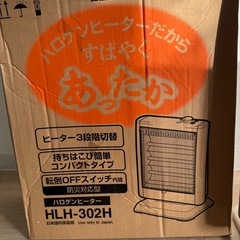 ハロゲンヒーターだから
すばやく
あったか
ヒーター3段階切替
持ちはこび簡単
コンパクトタイプ
転倒OFFスイッチ内蔵
防災対応型
ハロゲンヒーター
HLH-302H
日本国内家庭用 Use only in Japan.